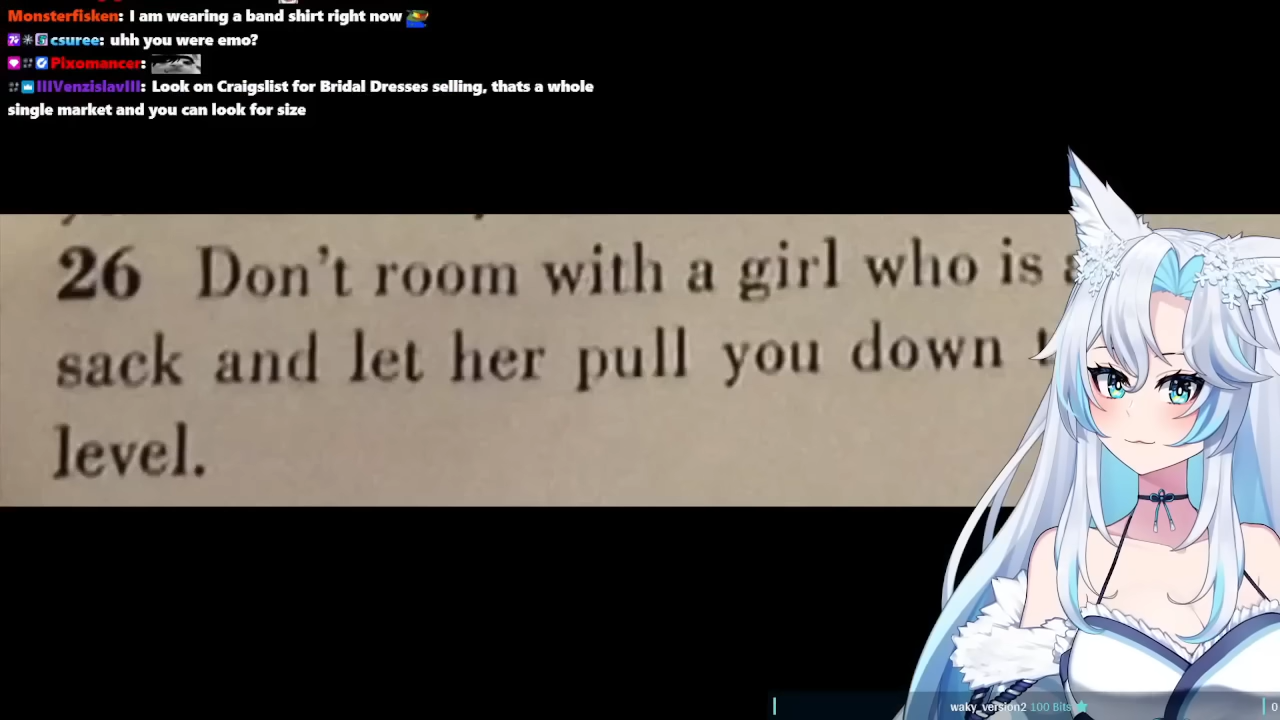 Monsterfisken: I am wearing a band shirt right now
csuree: uhh you were emo?
Pixomancer:
IIIVenzislavIII: Look on Craigslist for Bridal Dresses selling, thats a whole
single market and you can look for size
26 Don't room with a girl who is a
sack and let her pull you down
level.
waky_version2 100 Bits
0